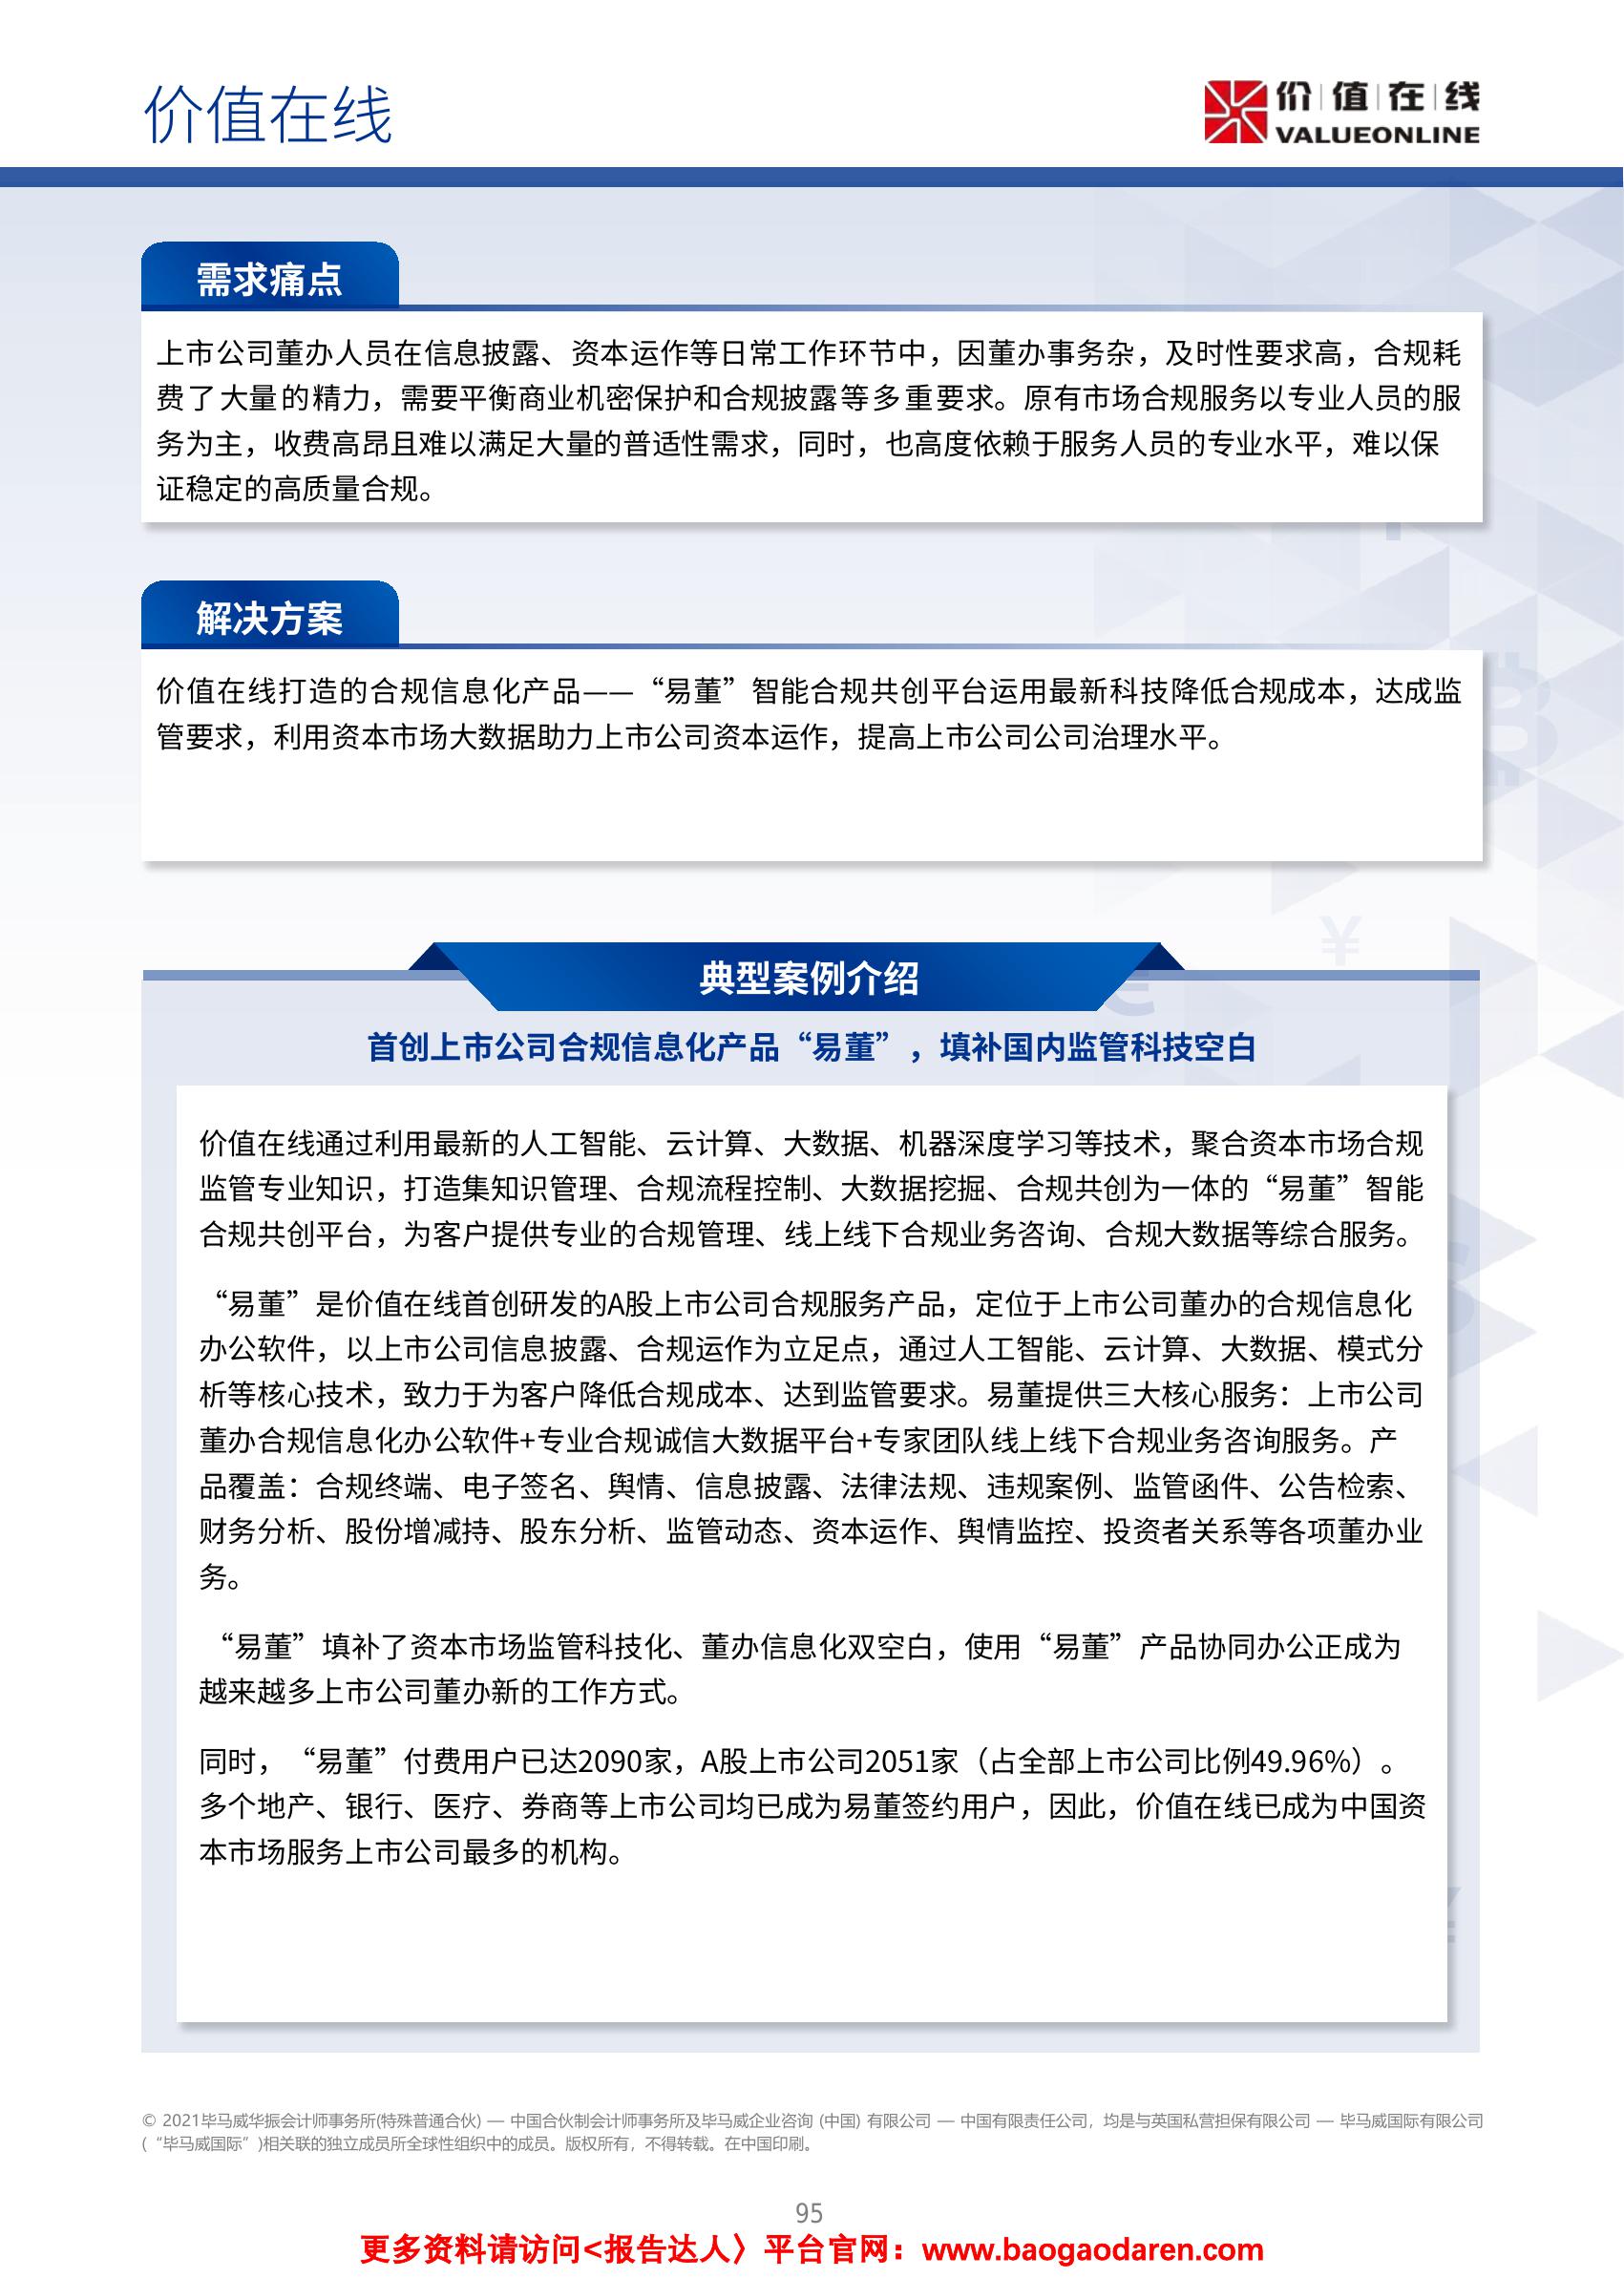 价值在线
价值在线
VALUEONLINE
需求痛点
上市公司董办人员在信息披露、资本运作等日常工作环节中，因董办事务杂，及时性要求高，合规耗
费了大量的精力，需要平衡商业机密保护和合规披露等多重要求。原有市场合规服务以专业人员的服
务为主，收费高昂且难以满足大量的普适性需求，同时，也高度依赖于服务人员的专业水平，难以保
证稳定的高质量合规。
解决方案
价值在线打造的合规信息化产品——“易董”智能合规共创平台运用最新科技降低合规成本，达成监
管要求，利用资本市场大数据助力上市公司资本运作，提高上市公司公司治理水平。
典型案例介绍
首创上市公司合规信息化产品“易董”，填补国内监管科技空白
价值在线通过利用最新的人工智能、云计算、大数据、机器深度学习等技术，聚合资本市场合规
监管专业知识，打造集知识管理、合规流程控制、大数据挖掘、合规共创为一体的“易董”智能
合规共创平台，为客户提供专业的合规管理、线上线下合规业务咨询、合规大数据等综合服务。
“易董”是价值在线首创研发的A股上市公司合规服务产品，定位于上市公司董办的合规信息化
办公软件，以上市公司信息披露、合规运作为立足点，通过人工智能、云计算、大数据、模式分
析等核心技术，致力于为客户降低合规成本、达到监管要求。易董提供三大核心服务：上市公司
董办合规信息化办公软件+专业合规诚信大数据平台+专家团队线上线下合规业务咨询服务。产
品覆盖：合规终端、电子签名、舆情、信息披露、法律法规、违规案例、监管函件、公告检索、
财务分析、股份增减持、股东分析、监管动态、资本运作、舆情监控、投资者关系等各项董办业
务。
“易董”填补了资本市场监管科技化、董办信息化双空白，使用“易董”产品协同办公正成为
越来越多上市公司董办新的工作方式。
同时，“易董”付费用户已达2090家，A股上市公司2051家（占全部上市公司比例49.96%）。
多个地产、银行、医疗、券商等上市公司均已成为易董签约用户，因此，价值在线已成为中国资
本市场服务上市公司最多的机构。
© 2021毕马威华振会计师事务所(特殊普通合伙) — 中国合伙制会计师事务所及毕马威企业咨询 (中国) 有限公司 — 中国有限责任公司，均是与英国私营担保有限公司 — 毕马威国际有限公司
(“毕马威国际”)相关联的独立成员所全球性组织中的成员。版权所有，不得转载。在中国印刷。
95
更多资料请访问<报告达人〉平台官网：www.baogaodaren.com